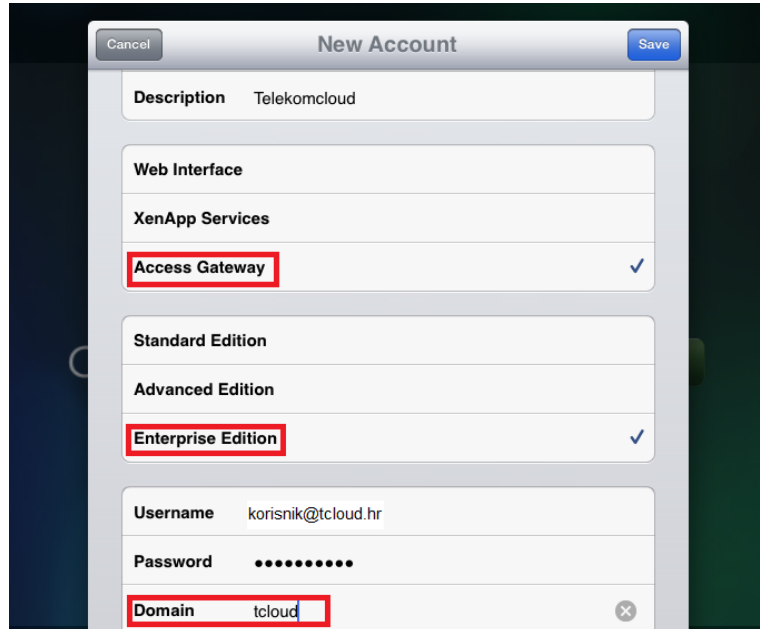 Cancel New Account Save
Description Telekomcloud
Web Interface
XenApp Services
Access Gateway
Standard Edition
Advanced Edition
Enterprise Edition
Username korisnik@tcloud.hr
Password ••••••••••
Domain tcloud